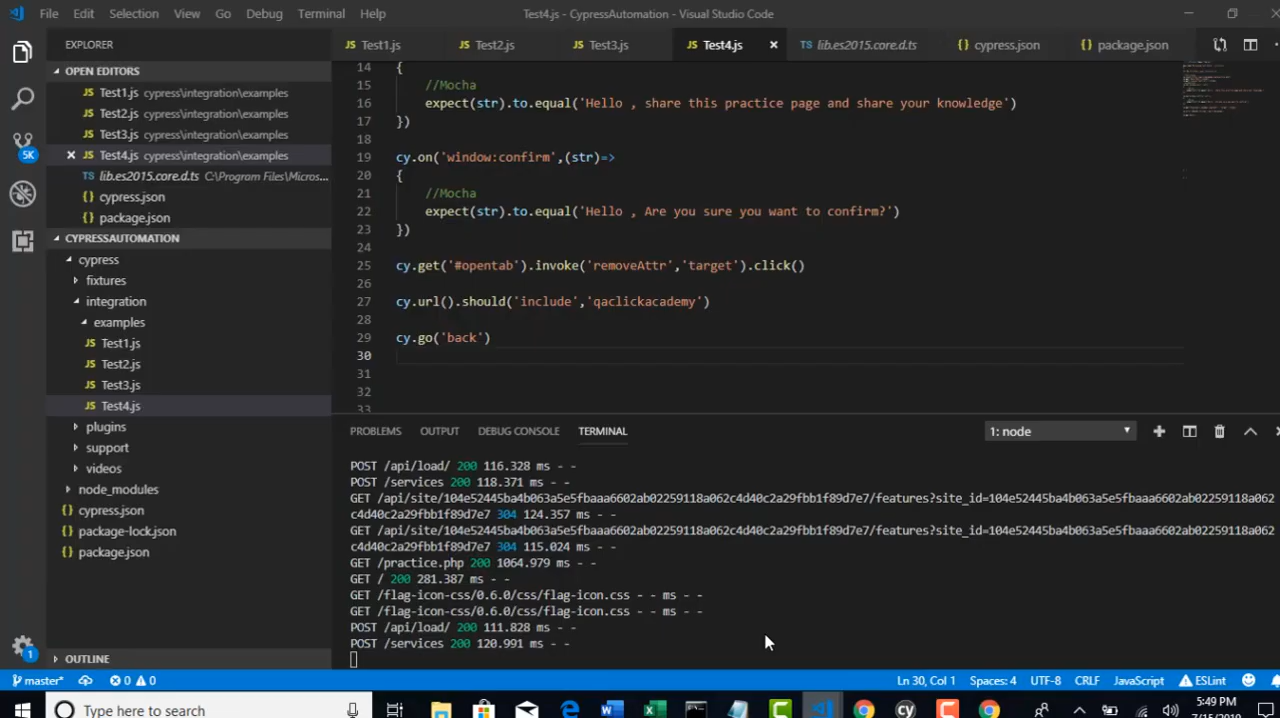 File Edit Selection View Go Debug Terminal Help Test4.js - CypressAutomation - Visual Studio Code
EXPLORER
Test1.js Test2.js Test3.js Test4.js lib.es2015.core.d.ts cypress.json package.json
OPEN EDITORS
Test1.js cypress\integration\examples
Test2.js cypress\integration\examples
Test3.js cypress\integration\examples
Test4.js cypress\integration\examples
lib.es2015.core.d.ts C:\Program Files\Micros...
cypress.json
package.json
5K
CYPRESSAUTOMATION
cypress
fixtures
integration
examples
Test1.js
Test2.js
Test3.js
Test4.js
plugins
support
videos
node_modules
cypress.json
package-lock.json
package.json
OUTLINE
14 {
15 //Mocha
16 expect(str).to.equal('Hello , share this practice page and share your knowledge')
17 })
18
19 cy.on('window:confirm',(str)=>
20 {
21 //Mocha
22 expect(str).to.equal('Hello , Are you sure you want to confirm?')
23 })
24
25 cy.get('#opentab').invoke('removeAttr','target').click()
26
27 cy.url().should('include','qaclickacademy')
28
29 cy.go('back')
30
31
32
33
PROBLEMS OUTPUT DEBUG CONSOLE TERMINAL 1: node
POST /api/load/ 200 116.328 ms - -
POST /services 200 118.371 ms - -
GET /api/site/104e52445ba4b063a5e5fbaaa6602ab02259118a062c4d40c2a29fbb1f89d7e7/features?site_id=104e52445ba4b063a5e5fbaaa6602ab02259118a062
c4d40c2a29fbb1f89d7e7 304 124.357 ms - -
GET /api/site/104e52445ba4b063a5e5fbaaa6602ab02259118a062c4d40c2a29fbb1f89d7e7/features?site_id=104e52445ba4b063a5e5fbaaa6602ab02259118a062
c4d40c2a29fbb1f89d7e7 304 115.024 ms - -
GET /practice.php 200 1064.979 ms - -
GET / 200 281.387 ms - -
GET /flag-icon-css/0.6.0/css/flag-icon.css - - ms - -
GET /flag-icon-css/0.6.0/css/flag-icon.css - - ms - -
POST /api/load/ 200 111.828 ms - -
POST /services 200 120.991 ms - -
1
master* 0 0 Ln 30, Col 1 Spaces: 4 UTF-8 CRLF JavaScript ESLint
Type here to search
5:49 PM